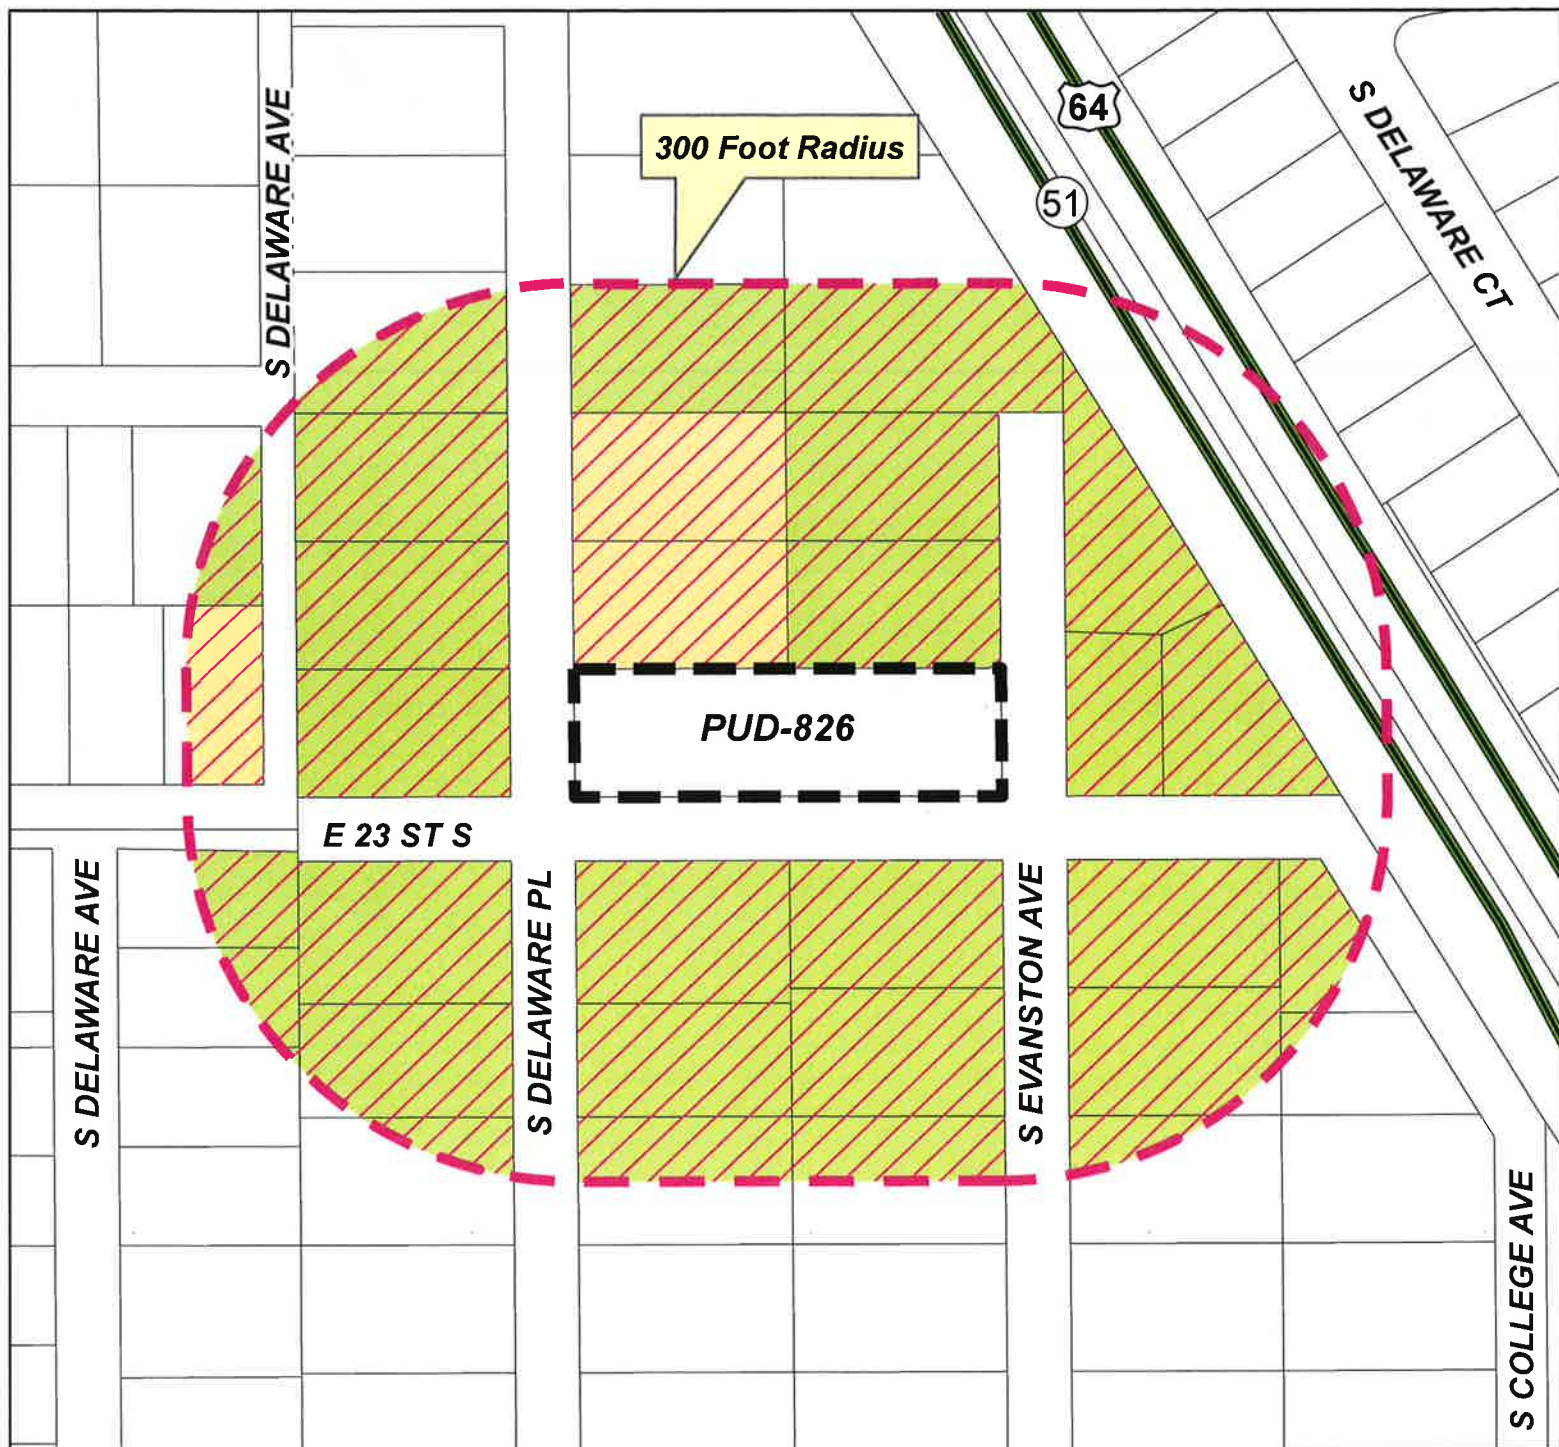 64
S DELAWARE AVE
S DELAWARE CT
300 Foot Radius
51
PUD-826
E 23 ST S
S DELAWARE AVE
S DELAWARE PL
S EVANSTON AVE
S COLLEGE AVE